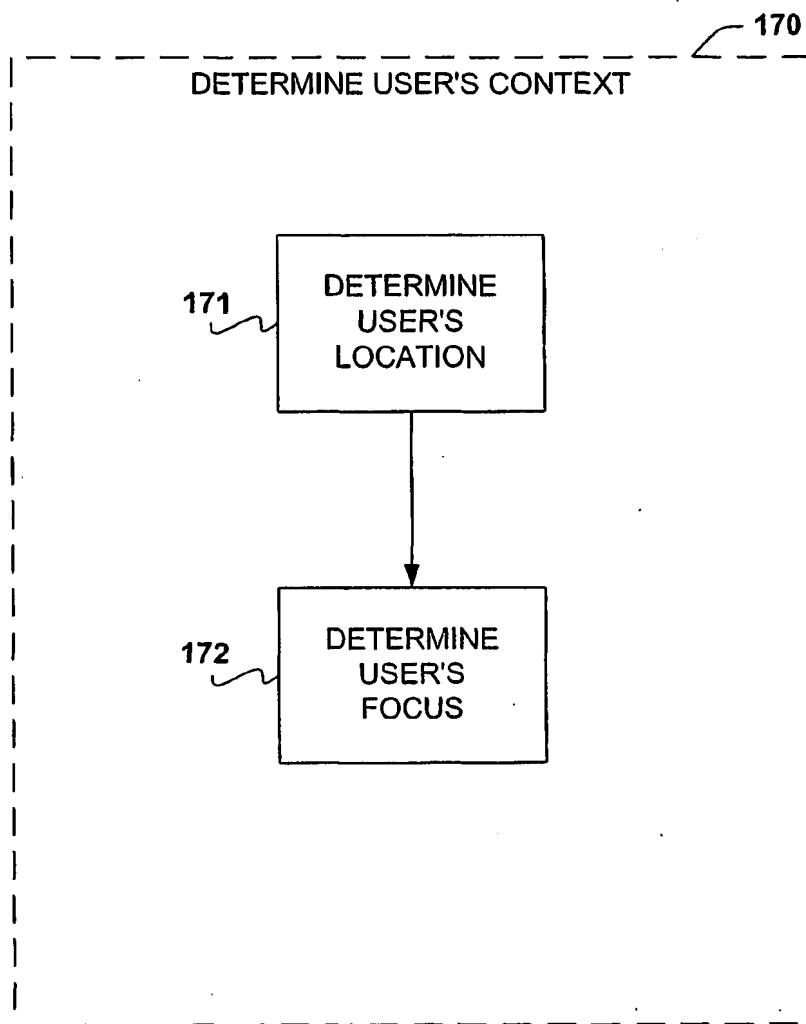 170
DETERMINE USER'S CONTEXT
171
DETERMINE
USER'S
LOCATION
172
DETERMINE
USER'S
FOCUS